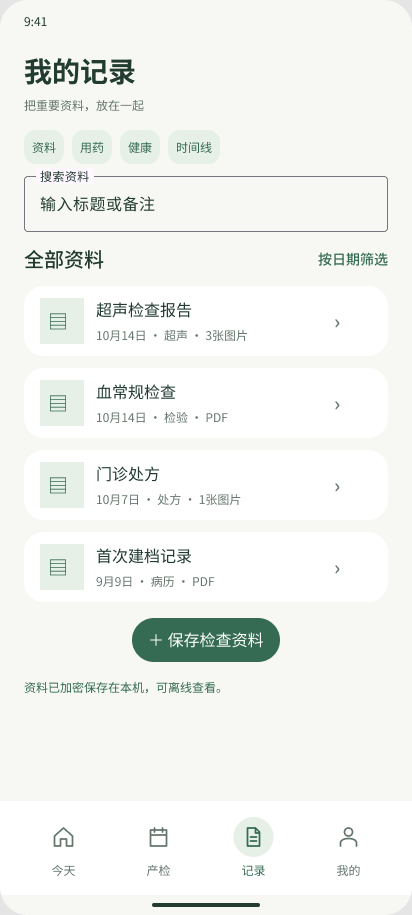 9:41
我的记录
把重要资料，放在一起
资料 用药 健康 时间线
搜索资料
输入标题或备注
全部资料 按日期筛选
超声检查报告
10月14日 · 超声 · 3张图片
血常规检查
10月14日 · 检验 · PDF
门诊处方
10月7日 · 处方 · 1张图片
首次建档记录
9月9日 · 病历 · PDF
＋ 保存检查资料
资料已加密保存在本机，可离线查看。
今天 产检 记录 我的